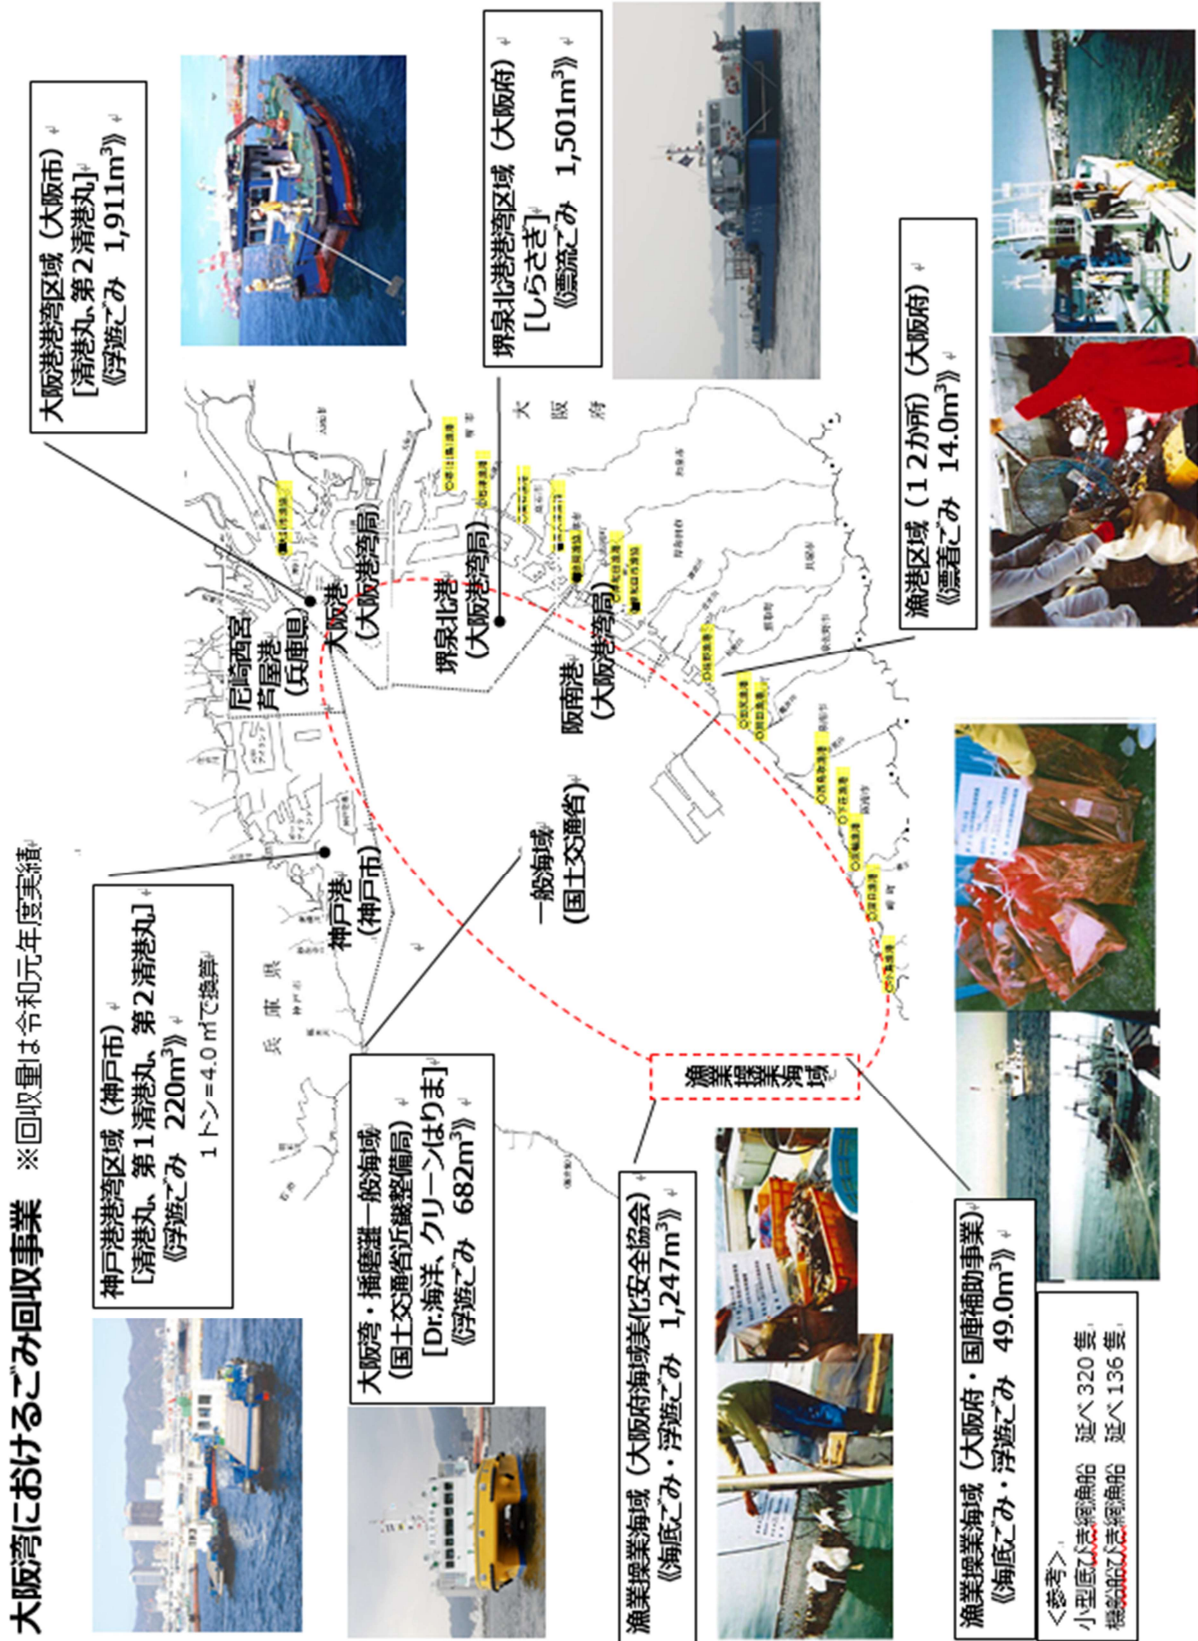 大阪湾におけるごみ回収事業 ※回収量は令和元年度実績
神戸港港湾区域（神戸市）
[清港丸、第1清港丸、第2清港丸]
《浮遊ごみ 220m³》
1トン=4.0㎥で換算
大阪湾・播磨灘一般海域
(国土交通省近畿整備局)
[Dr.海洋、クリーンはりま]
《浮遊ごみ 682m³》
漁業操業海域（大阪府海域美化安全協会）
《海底ごみ・浮遊ごみ 1,247m³》
漁業操業海域（大阪府・国庫補助事業）
《海底ごみ・浮遊ごみ 49.0m³》
＜参考＞
小型底びき網漁船 延べ320隻
機船船びき網漁船 延べ136隻
大阪港港湾区域（大阪市）
[清港丸、第2清港丸]
《浮遊ごみ 1,911m³》
堺泉北港港湾区域（大阪府）
[しらさぎ]
《漂流ごみ 1,501m³》
漁港区域（12カ所）（大阪府）
《漂着ごみ 14.0m³》
兵庫県
神戸市
神戸港
(神戸市)
尼崎西宮
芦屋港
(兵庫県)
大阪港
(大阪港湾局)
堺泉北港
(大阪港湾局)
阪南港
(大阪港湾局)
一般海域
(国土交通省)
漁業操業海域
大阪府